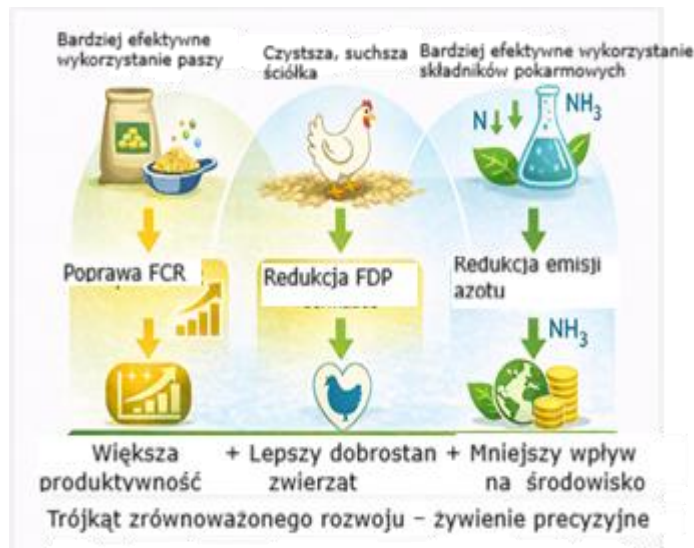 Bardziej efektywne
wykorzystanie paszy
Czystsza, suchsza
ściółka
Bardziej efektywne wykorzystanie
składników pokarmowych
N
NH₃
Poprawa FCR
Redukcja FDP
Redukcja emisji
azotu
NH₃
Większa
produktywność
+ Lepszy dobrostan
zwierząt
+ Mniejszy wpływ
na środowisko
Trójkąt zrównoważonego rozwoju – żywienie precyzyjne